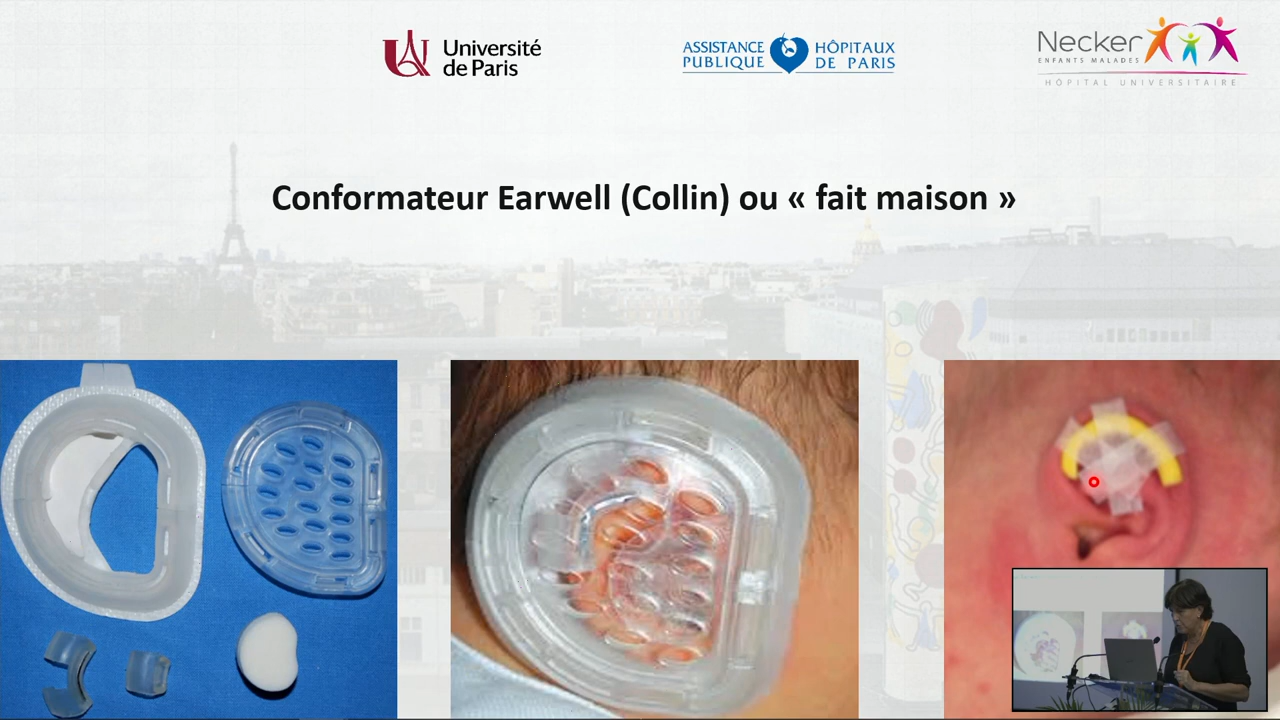 Université
de Paris
ASSISTANCE
PUBLIQUE
HÔPITAUX
DE PARIS
Necker
ENFANTS MALADES
HÔPITAL UNIVERSITAIRE
Conformateur Earwell (Collin) ou « fait maison »